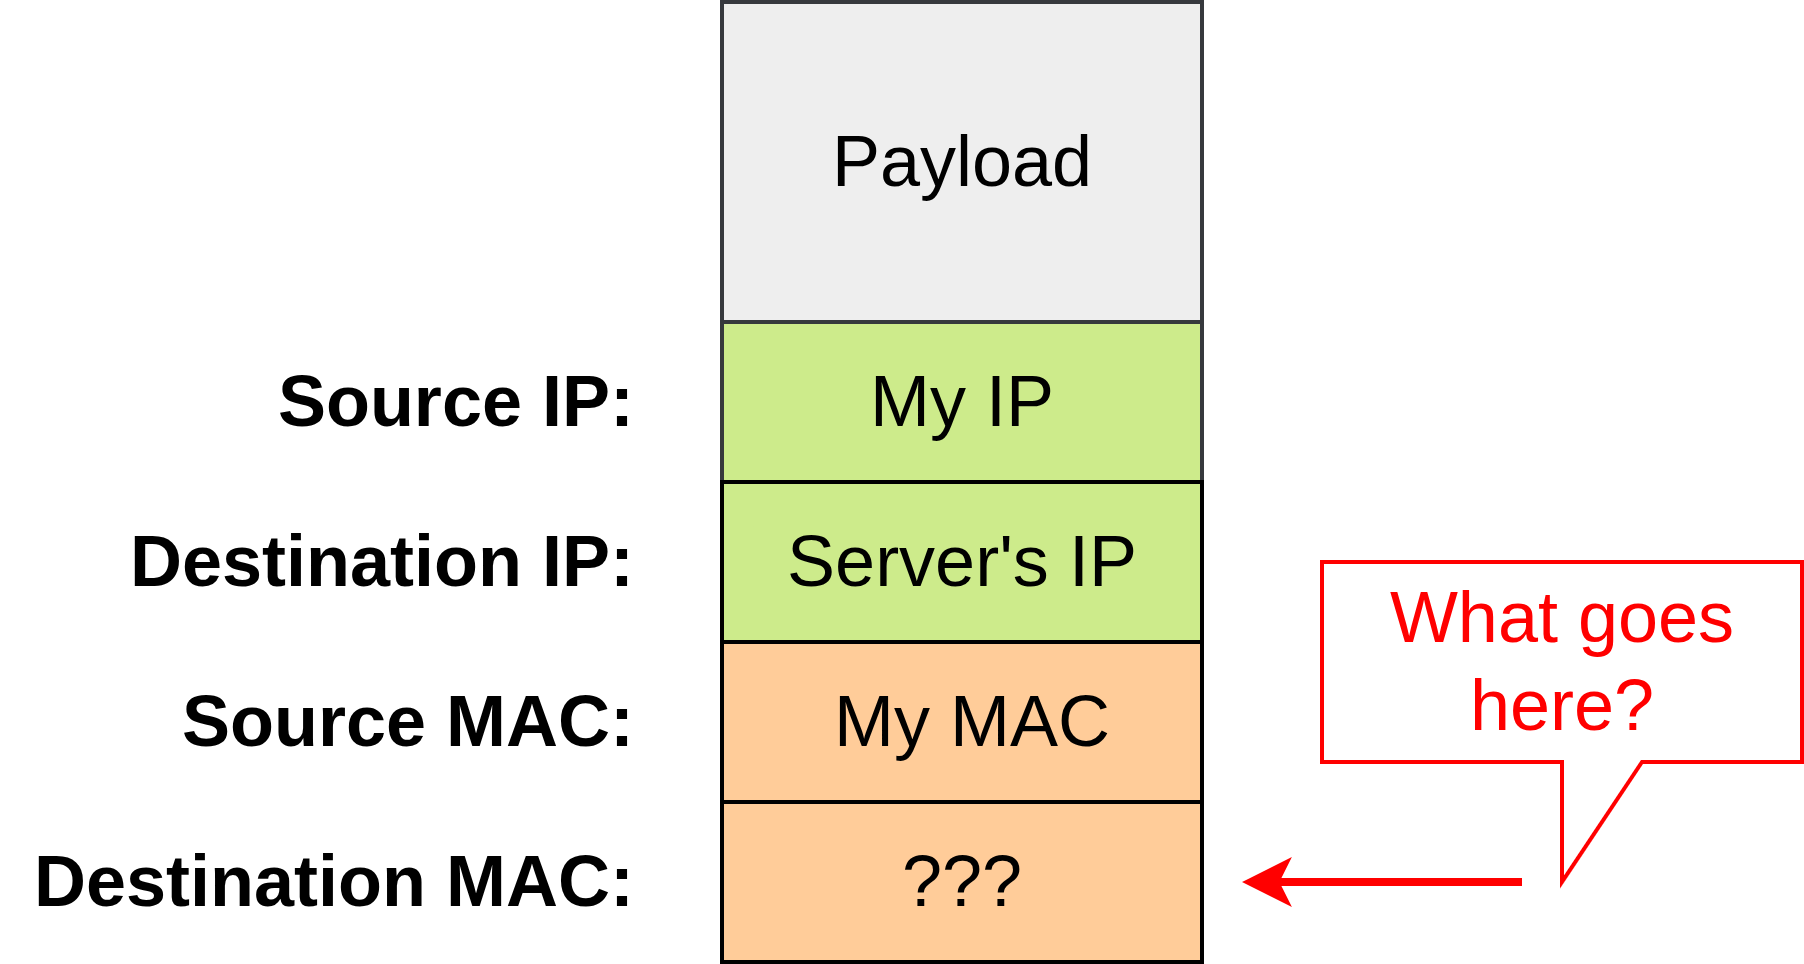 Payload
Source IP: My IP
Destination IP: Server's IP
Source MAC: My MAC
Destination MAC: ???
What goes
here?